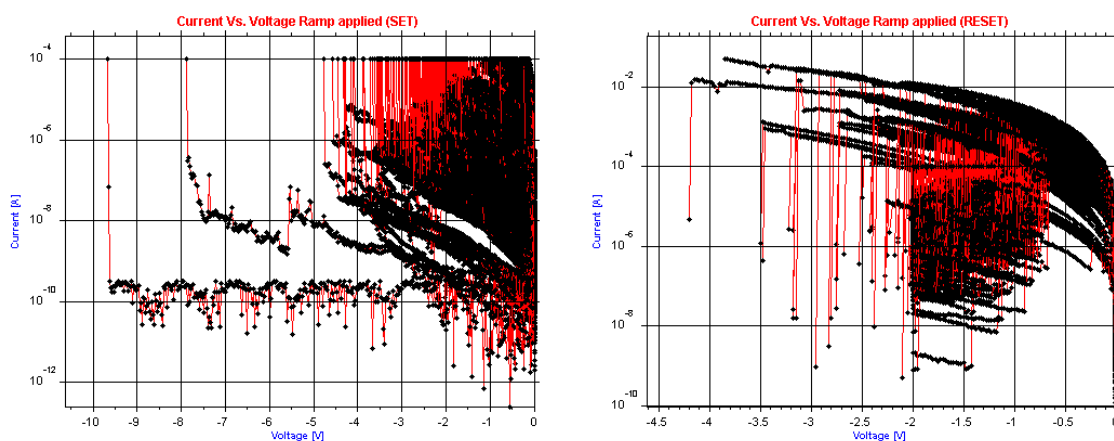 Current Vs. Voltage Ramp applied (SET)
10^-4
10^-6
10^-8
10^-10
10^-12
Current [A]
-10 -9 -8 -7 -6 -5 -4 -3 -2 -1 0
Voltage [V]
Current Vs. Voltage Ramp applied (RESET)
10^-2
10^-4
10^-6
10^-8
10^-10
Current [A]
-4.5 -4 -3.5 -3 -2.5 -2 -1.5 -1 -0.5
Voltage [V]